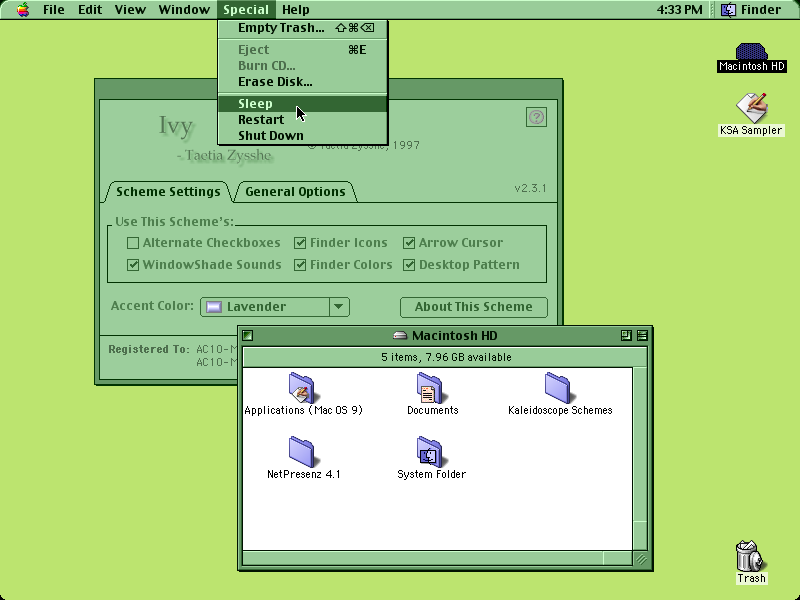 File Edit View Window Special Help 4:33 PM Finder
Empty Trash... ⇧⌘⌫
Eject ⌘E
Burn CD...
Erase Disk...
Sleep
Restart
Shut Down
Macintosh HD
KSA Sampler
Ivy
- Taetia Zysshe
© Taetia Zysshe, 1997
?
Scheme Settings General Options v2.3.1
Use This Scheme's:
Alternate Checkboxes Finder Icons Arrow Cursor
WindowShade Sounds Finder Colors Desktop Pattern
Accent Color: Lavender About This Scheme
Registered To: AC10-M
AC10-M
Macintosh HD
5 items, 7.96 GB available
Applications (Mac OS 9) Documents Kaleidoscope Schemes
NetPresenz 4.1 System Folder
Trash